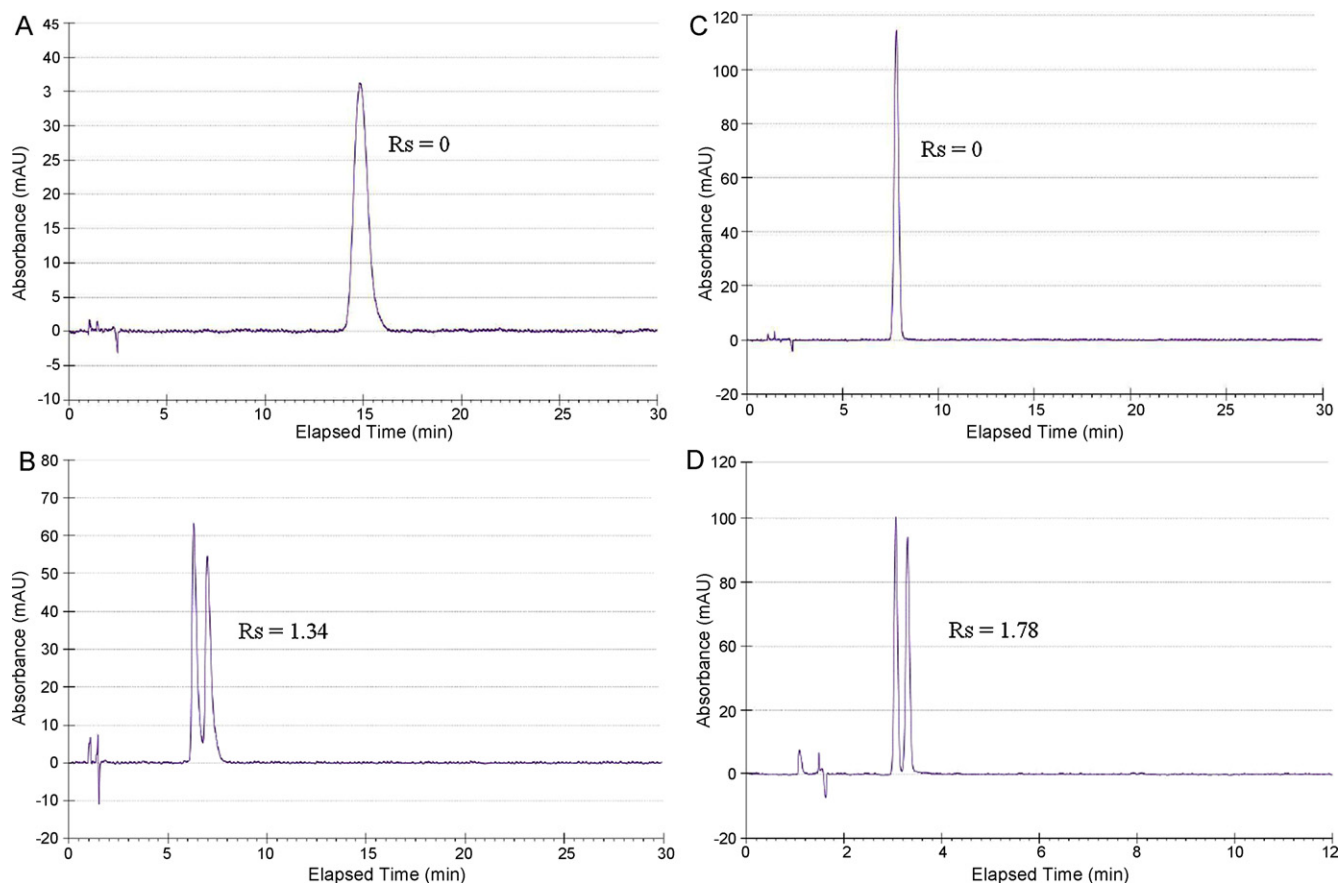 A
45
40
3
30
25
20
15
10
5
0
-5
-10
Absorbance (mAU)
Rs = 0
0 5 10 15 20 25 30
Elapsed Time (min)
C
120
100
80
60
40
20
0
-20
Absorbance (mAU)
Rs = 0
0 5 10 15 20 25 30
Elapsed Time (min)
B
80
70
60
50
40
30
20
10
0
-10
-20
Absorbance (mAU)
Rs = 1.34
0 5 10 15 20 25 30
Elapsed Time (min)
D
120
100
80
60
40
20
0
-20
Absorbance (mAU)
Rs = 1.78
0 2 4 6 8 10 12
Elapsed Time (min)